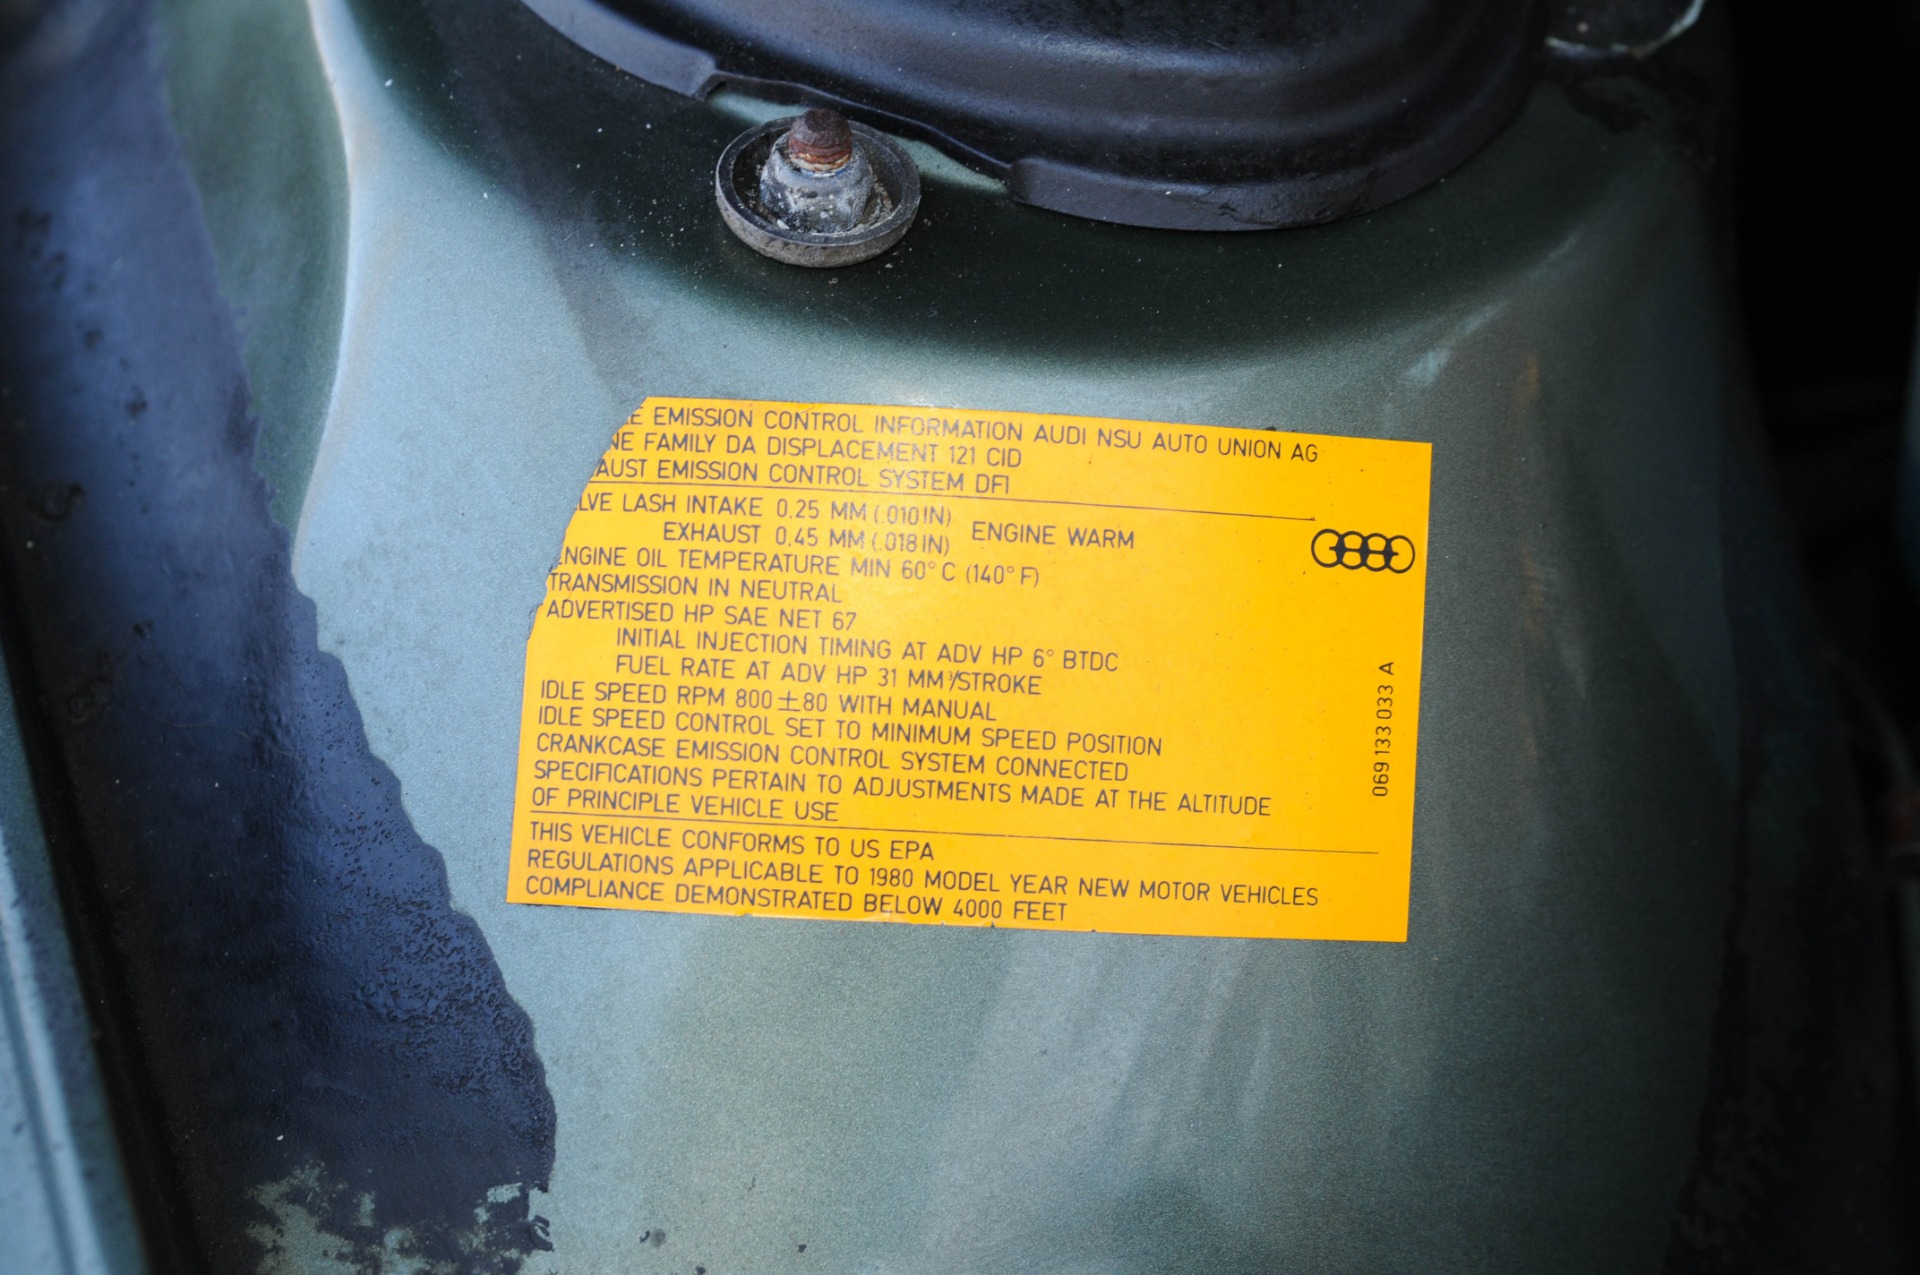 E EMISSION CONTROL INFORMATION AUDI NSU AUTO UNION AG
NE FAMILY DA DISPLACEMENT 121 CID
AUST EMISSION CONTROL SYSTEM DFI
LVE LASH INTAKE 0.25 MM (.010IN)
EXHAUST 0.45 MM (.018IN) ENGINE WARM
ENGINE OIL TEMPERATURE MIN 60° C (140° F)
TRANSMISSION IN NEUTRAL
ADVERTISED HP SAE NET 67
INITIAL INJECTION TIMING AT ADV HP 6° BTDC
FUEL RATE AT ADV HP 31 MM³/STROKE
IDLE SPEED RPM 800 ±80 WITH MANUAL
IDLE SPEED CONTROL SET TO MINIMUM SPEED POSITION
CRANKCASE EMISSION CONTROL SYSTEM CONNECTED
SPECIFICATIONS PERTAIN TO ADJUSTMENTS MADE AT THE ALTITUDE
OF PRINCIPLE VEHICLE USE
THIS VEHICLE CONFORMS TO US EPA
REGULATIONS APPLICABLE TO 1980 MODEL YEAR NEW MOTOR VEHICLES
COMPLIANCE DEMONSTRATED BELOW 4000 FEET
069 133 033 A